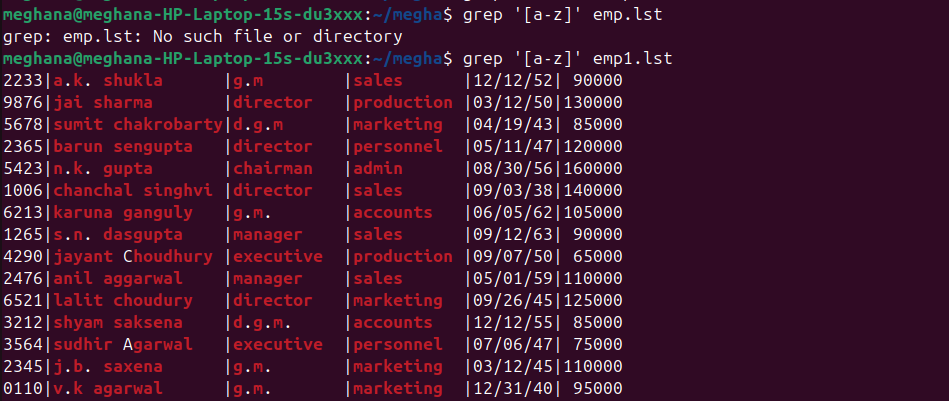 meghana@meghana-HP-Laptop-15s-du3xxx:~/megha$ grep '[a-z]' emp.lst
grep: emp.lst: No such file or directory
meghana@meghana-HP-Laptop-15s-du3xxx:~/megha$ grep '[a-z]' emp1.lst
2233|a.k. shukla      |g.m      |sales     |12/12/52| 90000
9876|jai sharma       |director |production |03/12/50|130000
5678|sumit chakrobarty|d.g.m    |marketing |04/19/43| 85000
2365|barun sengupta   |director |personnel |05/11/47|120000
5423|n.k. gupta       |chairman |admin     |08/30/56|160000
1006|chanchal singhvi |director |sales     |09/03/38|140000
6213|karuna ganguly   |g.m.     |accounts  |06/05/62|105000
1265|s.n. dasgupta    |manager  |sales     |09/12/63| 90000
4290|jayant Choudhury |executive |production |09/07/50| 65000
2476|anil aggarwal    |manager  |sales     |05/01/59|110000
6521|lalit choudury   |director |marketing |09/26/45|125000
3212|shyam saksena    |d.g.m.   |accounts  |12/12/55| 85000
3564|sudhir Agarwal   |executive |personnel |07/06/47| 75000
2345|j.b. saxena      |g.m.     |marketing |03/12/45|110000
0110|v.k agarwal      |g.m.     |marketing |12/31/40| 95000